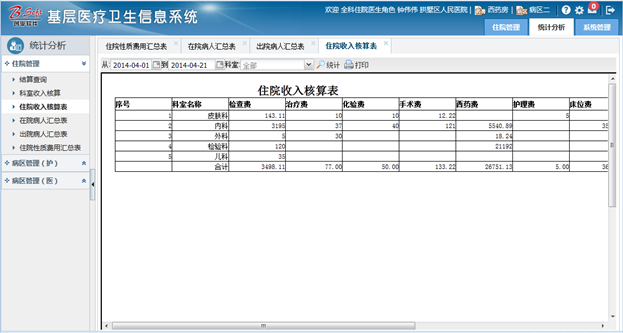 B.Soft 创业软件 基层医疗卫生信息系统
欢迎 全科住院医生角色 钟伟伟 拱墅区人民医院 | 西药房 | 病区二 0
住院管理 统计分析 系统管理
统计分析
住院性质费用汇总表 在院病人汇总表 出院病人汇总表 住院收入核算表
住院管理
结算查询
科室收入核算
住院收入核算表
在院病人汇总表
出院病人汇总表
住院性质费用汇总表
病区管理(护)
病区管理(医)
从: 2014-04-01 到 2014-04-21 科室: 全部 统计 打印
住院收入核算表
序号 科室名称 检查费 治疗费 化验费 手术费 西药费 护理费 床位费
1 皮肤科 143.11 10 10 12.22 5
2 内科 3195 37 40 121 5540.89 35
3 外科 5 30 18.24
4 检验科 120 21192
5 儿科 35
合计 3498.11 77.00 50.00 133.22 26751.13 5.00 36